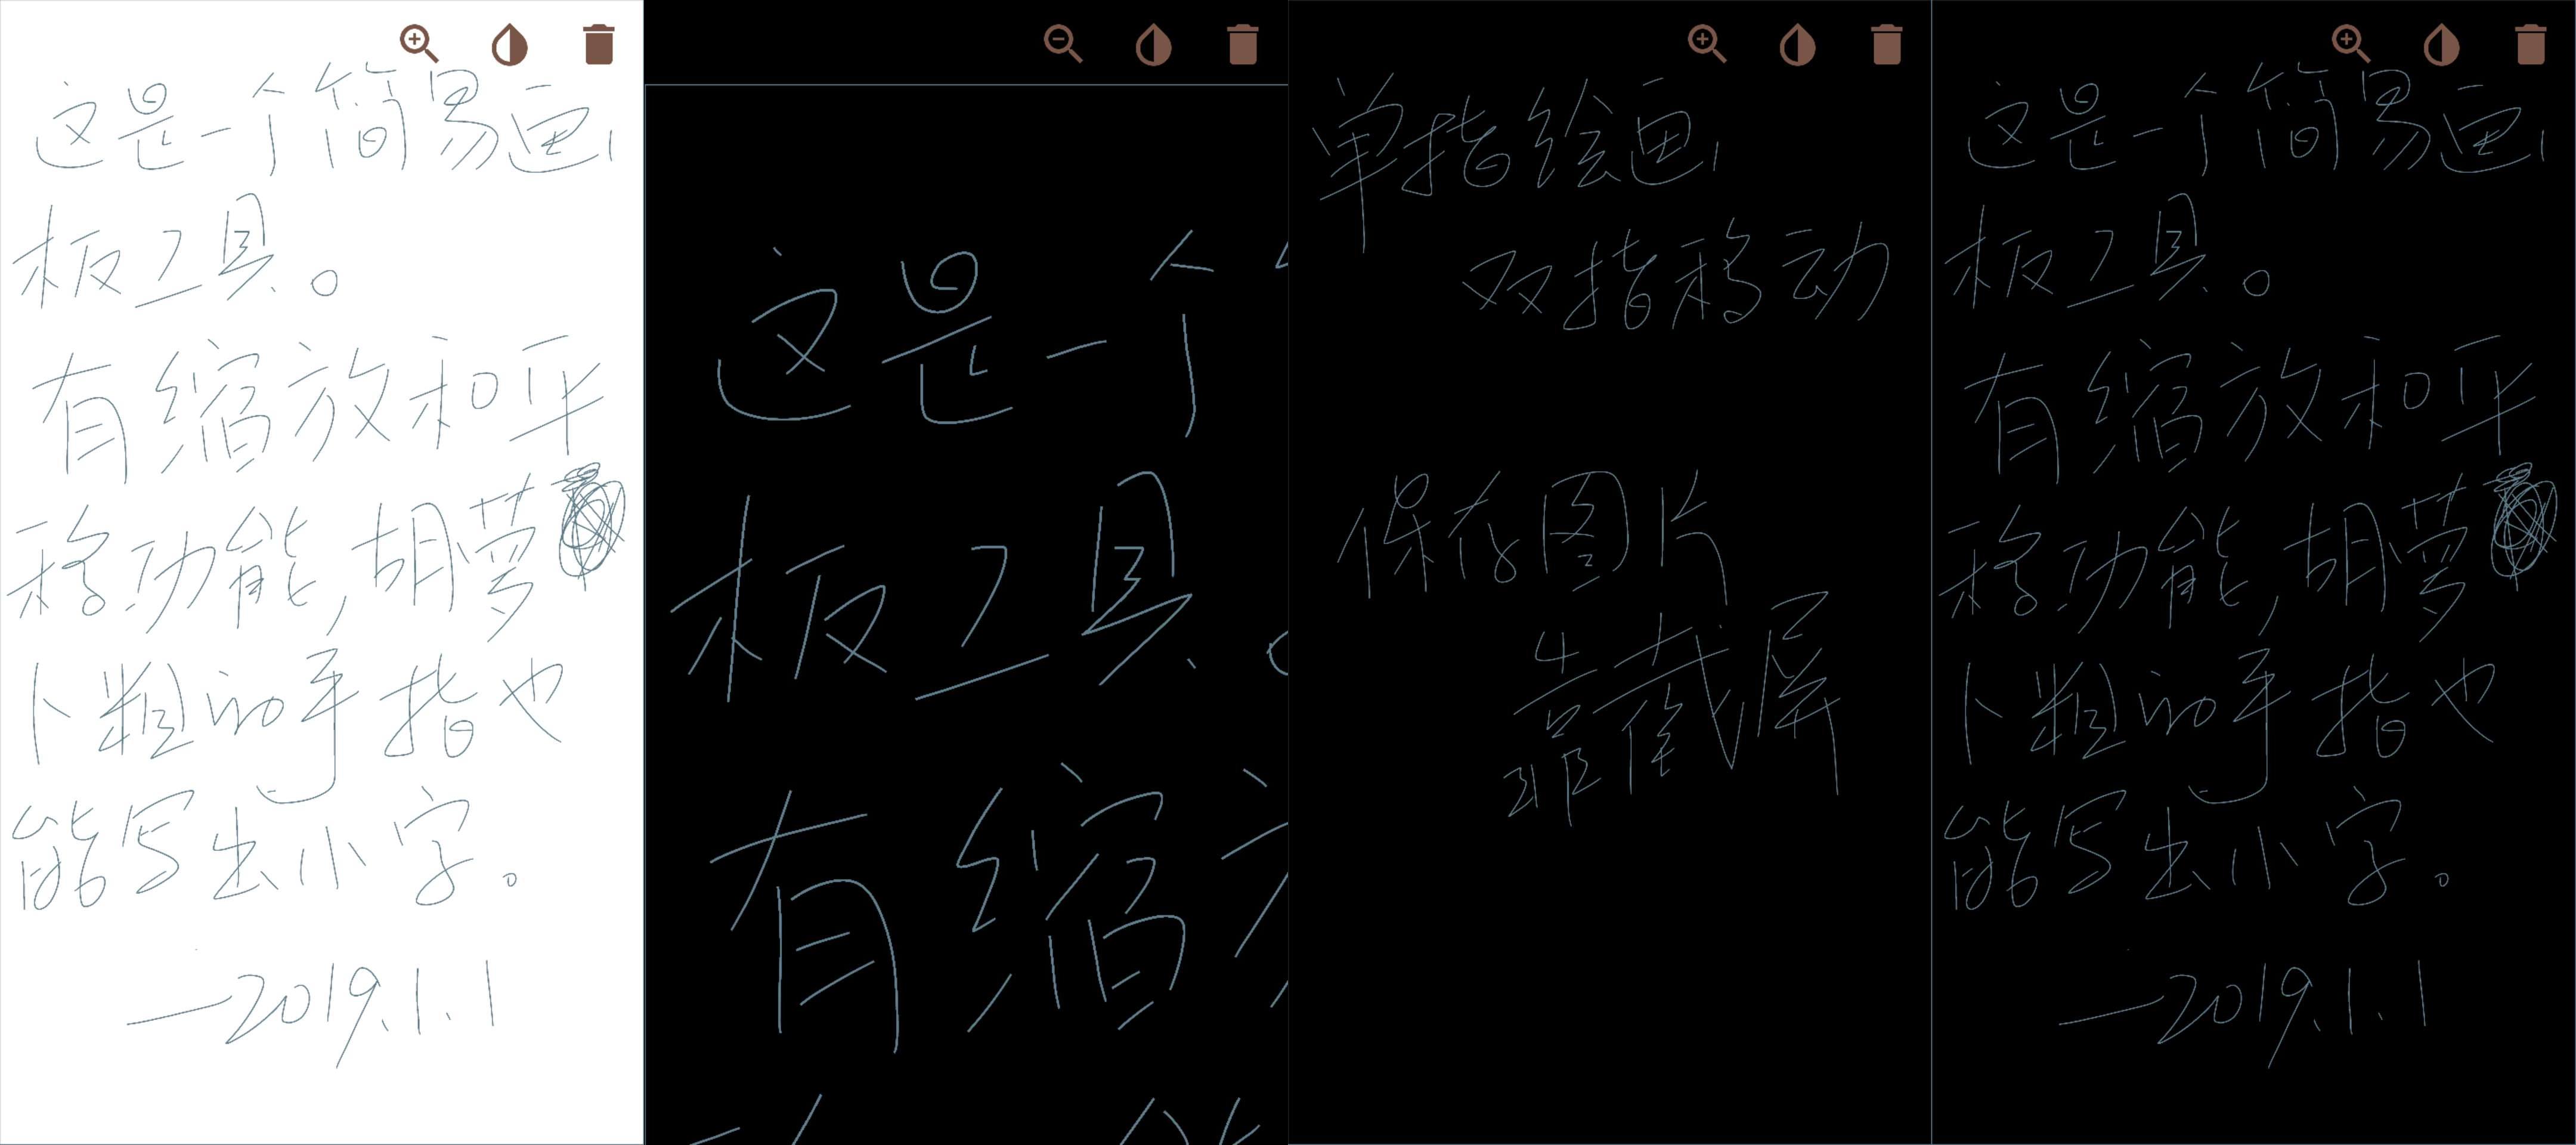 这是一个简易画
板工具。
有缩放和平
移功能,胡萝
卜粗的手指也
能写出小字。
—2019.1.1
这是一个
板工具。
有缩
单指绘画
双指移动
保存图片
靠截屏
这是一个简易画
板工具。
有缩放和平
移功能,胡萝
卜粗的手指也
能写出小字。
—2019.1.1